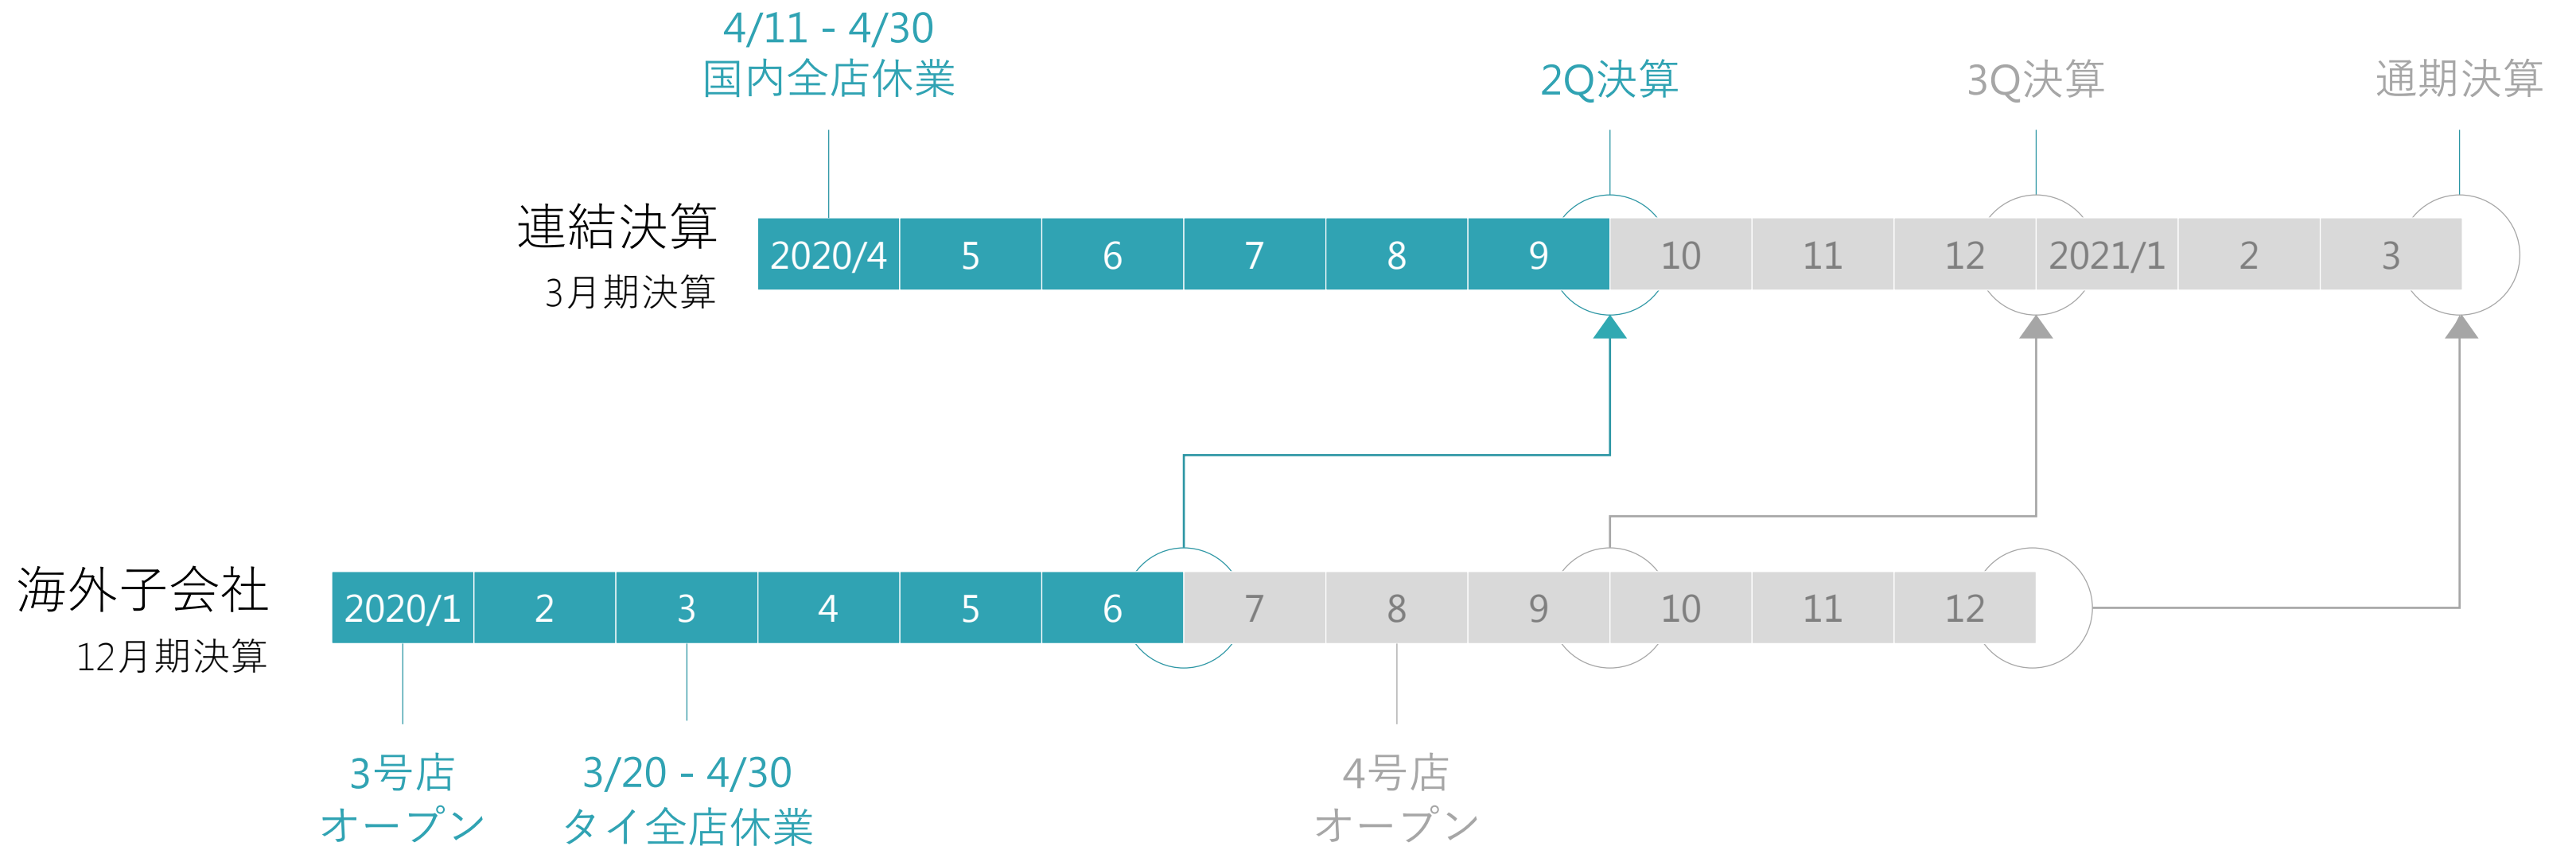 4/11 - 4/30
国内全店休業
2Q決算
3Q決算
通期決算
連結決算
3月期決算
2020/4 5 6 7 8 9 10 11 12 2021/1 2 3
海外子会社
12月期決算
2020/1 2 3 4 5 6 7 8 9 10 11 12
3号店
オープン
3/20 - 4/30
タイ全店休業
4号店
オープン